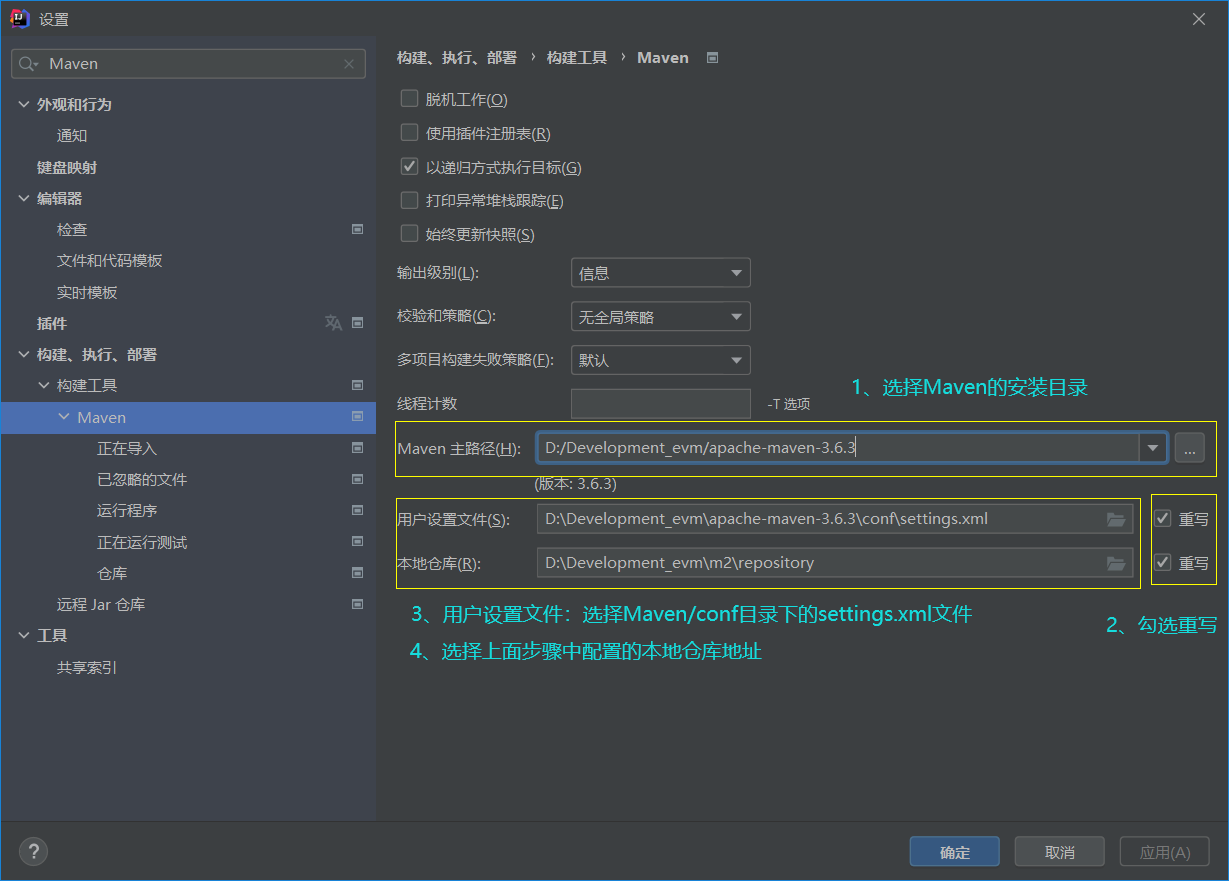 设置
Maven
外观和行为
通知
键盘映射
编辑器
检查
文件和代码模板
实时模板
插件
构建、执行、部署
构建工具
Maven
正在导入
已忽略的文件
运行程序
正在运行测试
仓库
远程 Jar 仓库
工具
共享索引
构建、执行、部署 › 构建工具 › Maven
脱机工作(O)
使用插件注册表(R)
以递归方式执行目标(G)
打印异常堆栈跟踪(E)
始终更新快照(S)
输出级别(L): 信息
校验和策略(C): 无全局策略
多项目构建失败策略(F): 默认
1、选择Maven的安装目录
线程计数 -T 选项
Maven 主路径(H): D:/Development_evm/apache-maven-3.6.3 ...
(版本: 3.6.3)
用户设置文件(S): D:\Development_evm\apache-maven-3.6.3\conf\settings.xml 重写
本地仓库(R): D:\Development_evm\m2\repository 重写
3、用户设置文件：选择Maven/conf目录下的settings.xml文件
2、勾选重写
4、选择上面步骤中配置的本地仓库地址
? 确定 取消 应用(A)